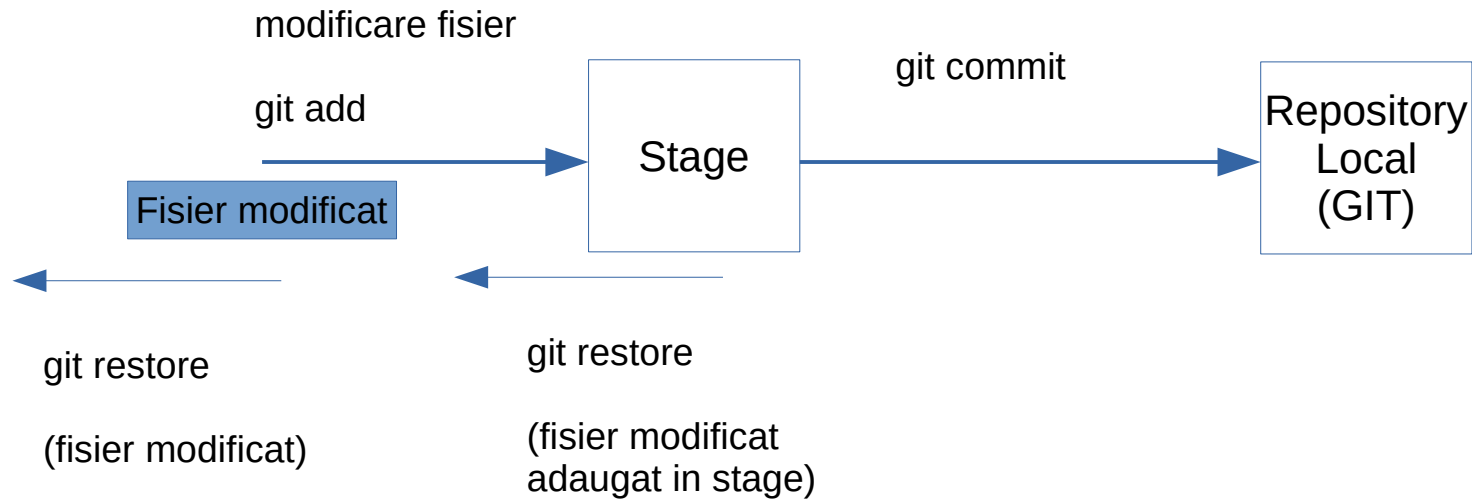 modificare fisier
git add
git commit
Stage
Repository
Local
(GIT)
Fisier modificat
git restore
(fisier modificat)
git restore
(fisier modificat
adaugat in stage)